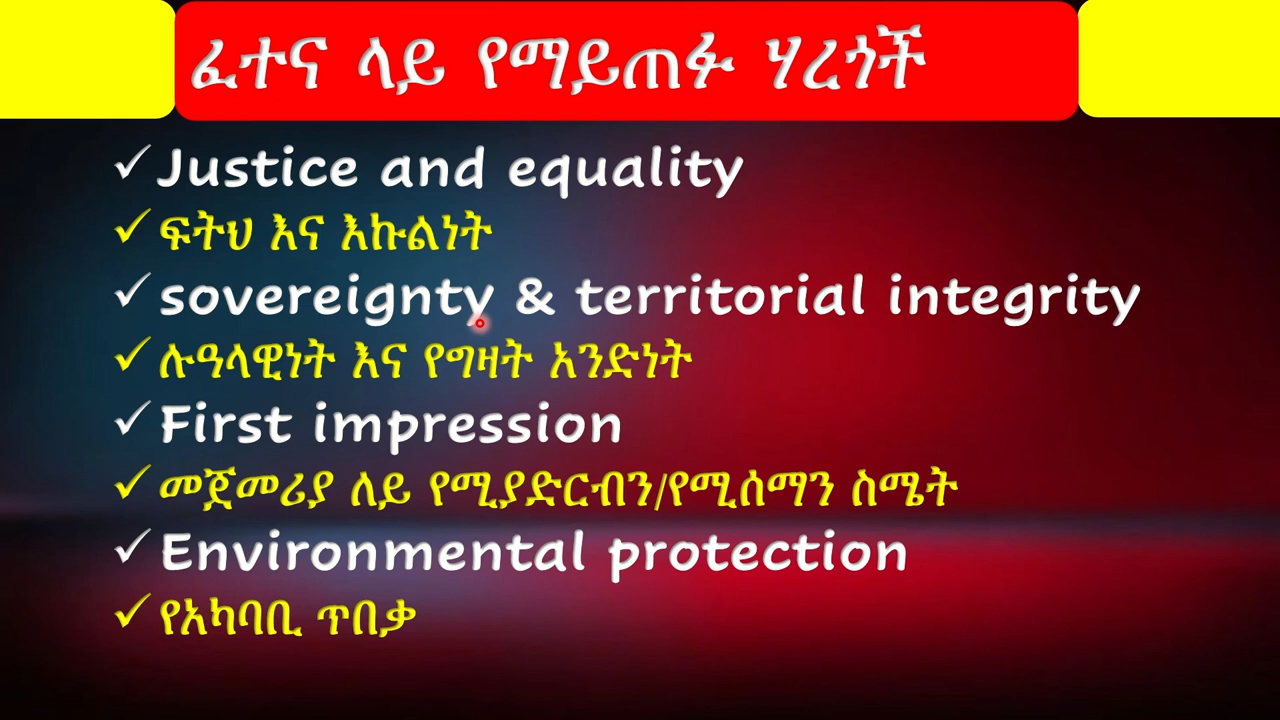 ፈተና ላይ የማይጠፉ ሃረጎች
Justice and equality
ፍትህ እና እኩልነት
sovereignty & territorial integrity
ሉዓላዊነት እና የግዛት አንድነት
First impression
መጀመሪያ ለይ የሚያድርብን/የሚሰማን ስሜት
Environmental protection
የአካባቢ ጥበቃ